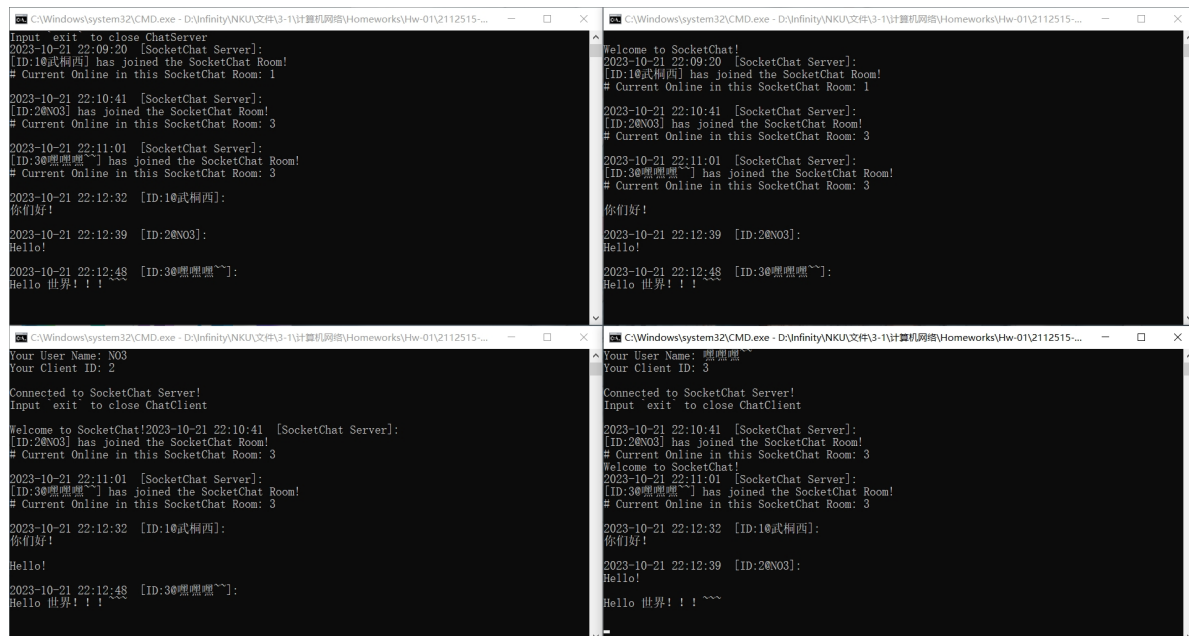 C:\Windows\system32\CMD.exe - D:\Infinity\NKU\文件\3-1\计算机网络\Homeworks\Hw-01\2112515-...
Input `exit` to close ChatServer
2023-10-21 22:09:20 [SocketChat Server]:
[ID:1@武桐西] has joined the SocketChat Room!
# Current Online in this SocketChat Room: 1
2023-10-21 22:10:41 [SocketChat Server]:
[ID:2@NO3] has joined the SocketChat Room!
# Current Online in this SocketChat Room: 3
2023-10-21 22:11:01 [SocketChat Server]:
[ID:3@嘿嘿嘿~~] has joined the SocketChat Room!
# Current Online in this SocketChat Room: 3
2023-10-21 22:12:32 [ID:1@武桐西]:
你们好！
2023-10-21 22:12:39 [ID:2@NO3]:
Hello!
2023-10-21 22:12:48 [ID:3@嘿嘿嘿~~]:
Hello 世界！！！~~~
C:\Windows\system32\CMD.exe - D:\Infinity\NKU\文件\3-1\计算机网络\Homeworks\Hw-01\2112515-...
Welcome to SocketChat!
2023-10-21 22:09:20 [SocketChat Server]:
[ID:1@武桐西] has joined the SocketChat Room!
# Current Online in this SocketChat Room: 1
2023-10-21 22:10:41 [SocketChat Server]:
[ID:2@NO3] has joined the SocketChat Room!
# Current Online in this SocketChat Room: 3
2023-10-21 22:11:01 [SocketChat Server]:
[ID:3@嘿嘿嘿~~] has joined the SocketChat Room!
# Current Online in this SocketChat Room: 3
你们好！
2023-10-21 22:12:39 [ID:2@NO3]:
Hello!
2023-10-21 22:12:48 [ID:3@嘿嘿嘿~~]:
Hello 世界！！！~~~
C:\Windows\system32\CMD.exe - D:\Infinity\NKU\文件\3-1\计算机网络\Homeworks\Hw-01\2112515-...
Your User Name: NO3
Your Client ID: 2
Connected to SocketChat Server!
Input `exit` to close ChatClient
Welcome to SocketChat!2023-10-21 22:10:41 [SocketChat Server]:
[ID:2@NO3] has joined the SocketChat Room!
# Current Online in this SocketChat Room: 3
2023-10-21 22:11:01 [SocketChat Server]:
[ID:3@嘿嘿嘿~~] has joined the SocketChat Room!
# Current Online in this SocketChat Room: 3
2023-10-21 22:12:32 [ID:1@武桐西]:
你们好！
Hello!
2023-10-21 22:12:48 [ID:3@嘿嘿嘿~~]:
Hello 世界！！！~~~
C:\Windows\system32\CMD.exe - D:\Infinity\NKU\文件\3-1\计算机网络\Homeworks\Hw-01\2112515-...
Your User Name: 嘿嘿嘿~~
Your Client ID: 3
Connected to SocketChat Server!
Input `exit` to close ChatClient
2023-10-21 22:10:41 [SocketChat Server]:
[ID:2@NO3] has joined the SocketChat Room!
# Current Online in this SocketChat Room: 3
Welcome to SocketChat!
2023-10-21 22:11:01 [SocketChat Server]:
[ID:3@嘿嘿嘿~~] has joined the SocketChat Room!
# Current Online in this SocketChat Room: 3
2023-10-21 22:12:32 [ID:1@武桐西]:
你们好！
2023-10-21 22:12:39 [ID:2@NO3]:
Hello!
Hello 世界！！！~~~